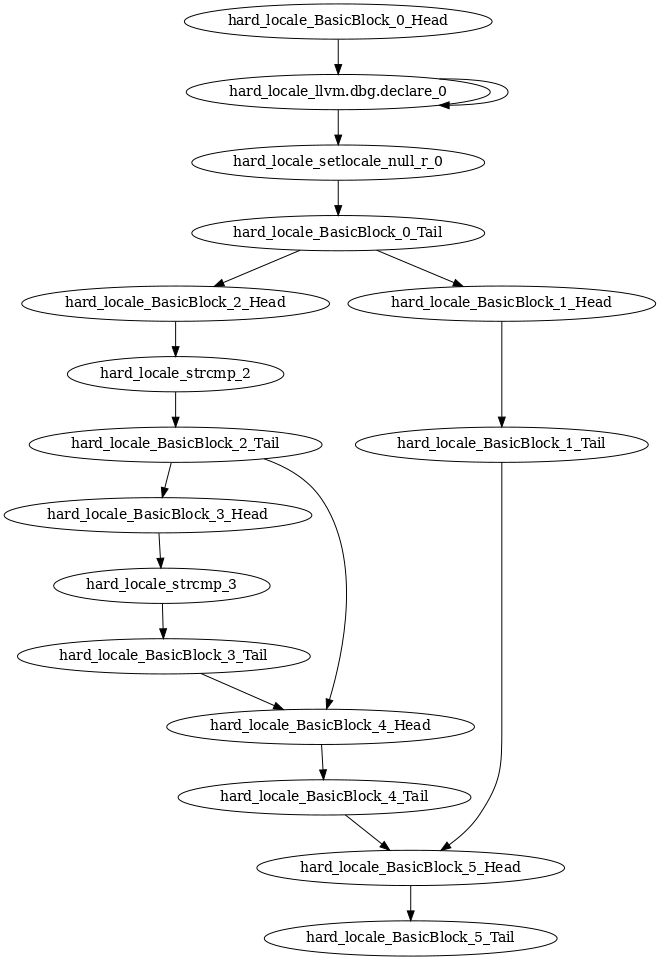 hard_locale_BasicBlock_0_Head
hard_locale_llvm.dbg.declare_0
hard_locale_setlocale_null_r_0
hard_locale_BasicBlock_0_Tail
hard_locale_BasicBlock_2_Head
hard_locale_BasicBlock_1_Head
hard_locale_strcmp_2
hard_locale_BasicBlock_2_Tail
hard_locale_BasicBlock_1_Tail
hard_locale_BasicBlock_3_Head
hard_locale_strcmp_3
hard_locale_BasicBlock_3_Tail
hard_locale_BasicBlock_4_Head
hard_locale_BasicBlock_4_Tail
hard_locale_BasicBlock_5_Head
hard_locale_BasicBlock_5_Tail